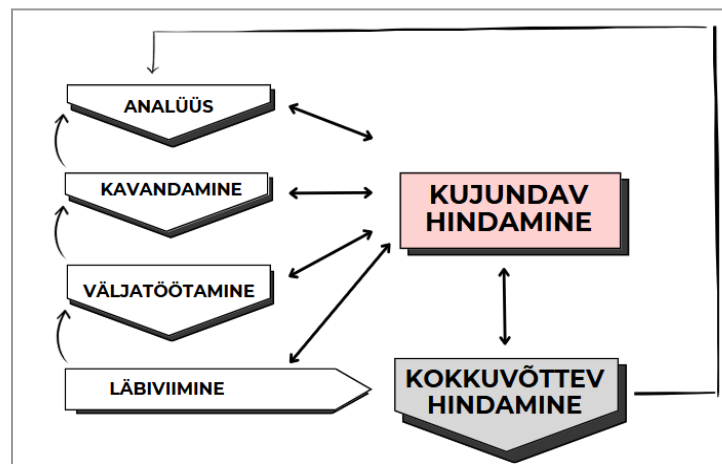 ANALÜÜS
KAVANDAMINE
VÄLJATÖÖTAMINE
LÄBIVIIMINE
KUJUNDAV
HINDAMINE
KOKKUVÕTTEV
HINDAMINE